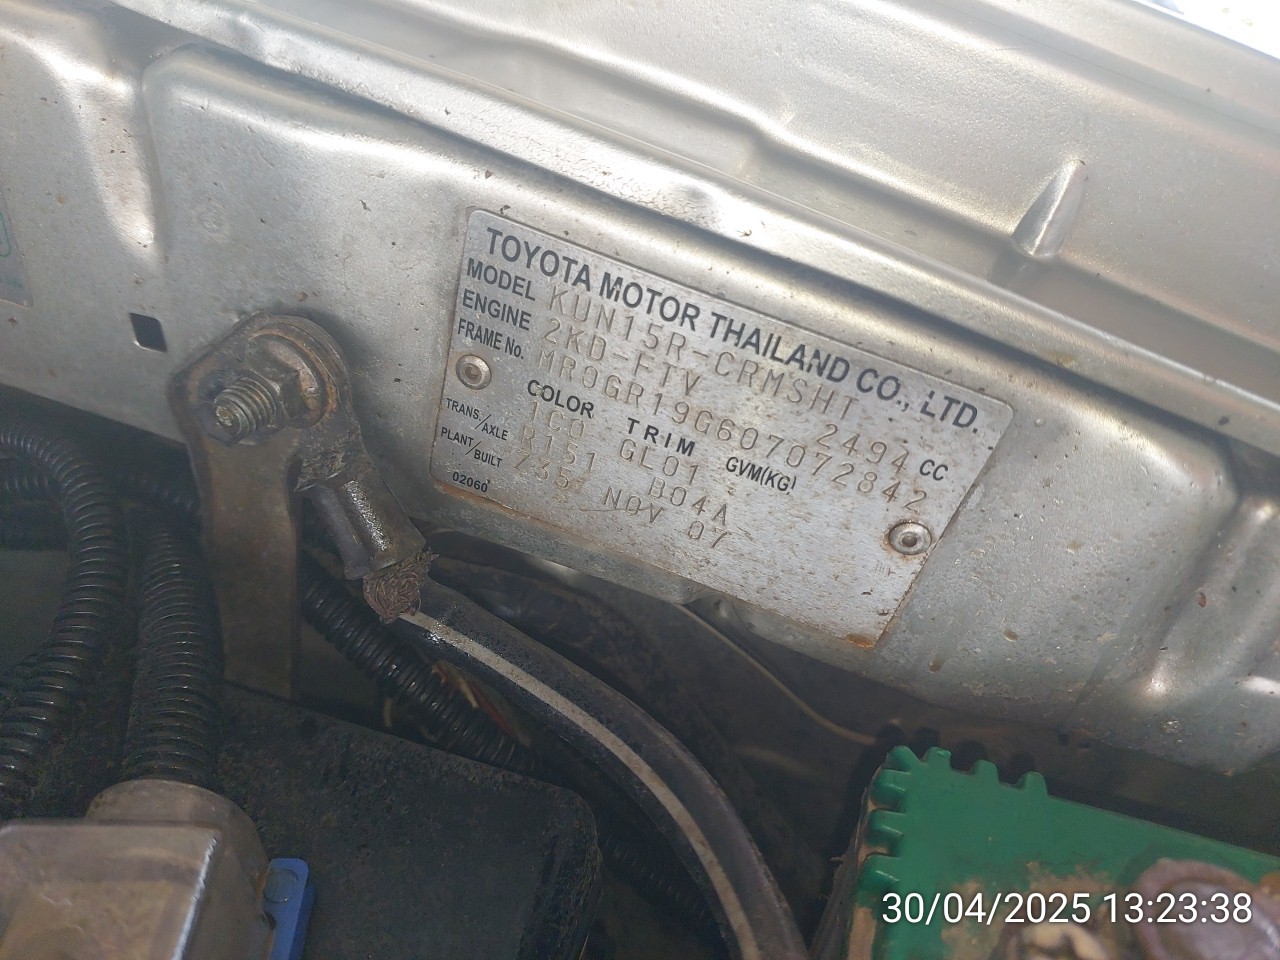 TOYOTA MOTOR THAILAND CO., LTD.
MODEL KUN15R-CRMSHT
ENGINE 2KD-FTV 2494 CC
FRAME No. MR0GR19G607072842
COLOR TRIM GVM(KG)
1C0 GL01
TRANS./AXLE R151 B04A
PLANT/BUILT 735 NOV 07
02060
30/04/2025 13:23:38